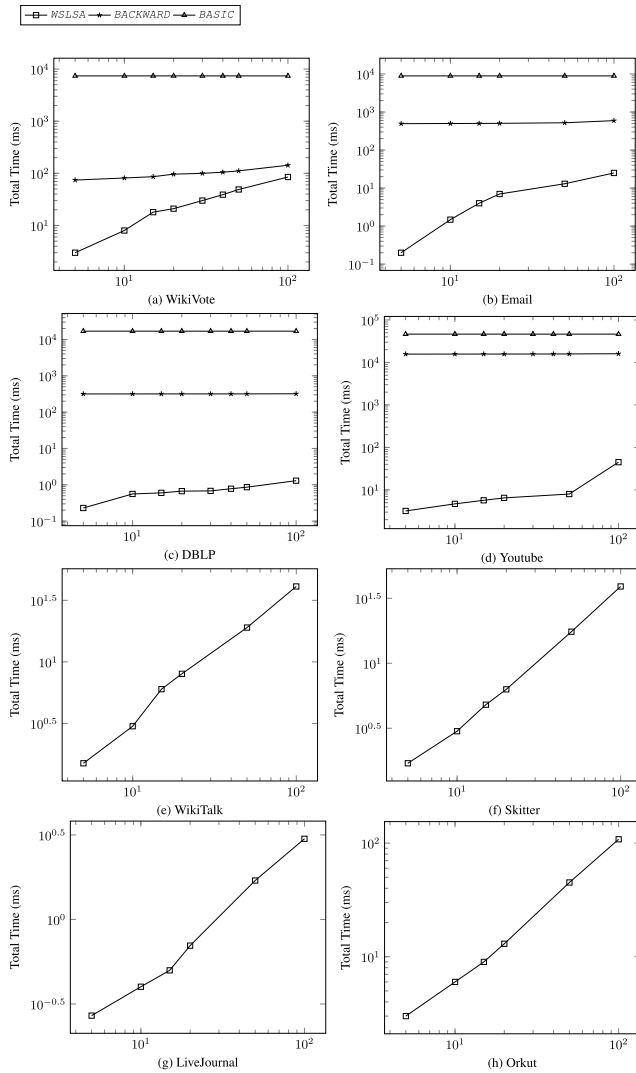 WSLSA BACKWARD BASIC
10^4
10^3
10^2
10^1
Total Time (ms)
10^1 10^2
(a) WikiVote
10^4
10^3
10^2
10^1
10^0
10^−1
Total Time (ms)
10^1 10^2
(b) Email
10^4
10^3
10^2
10^1
10^0
10^−1
Total Time (ms)
10^1 10^2
(c) DBLP
10^5
10^4
10^3
10^2
10^1
Total Time (ms)
10^1 10^2
(d) Youtube
10^1.5
10^1
10^0.5
Total Time (ms)
10^1 10^2
(e) WikiTalk
10^1.5
10^1
10^0.5
Total Time (ms)
10^1 10^2
(f) Skitter
10^0.5
10^0
10^−0.5
Total Time (ms)
10^1 10^2
(g) LiveJournal
10^2
10^1
Total Time (ms)
10^1 10^2
(h) Orkut